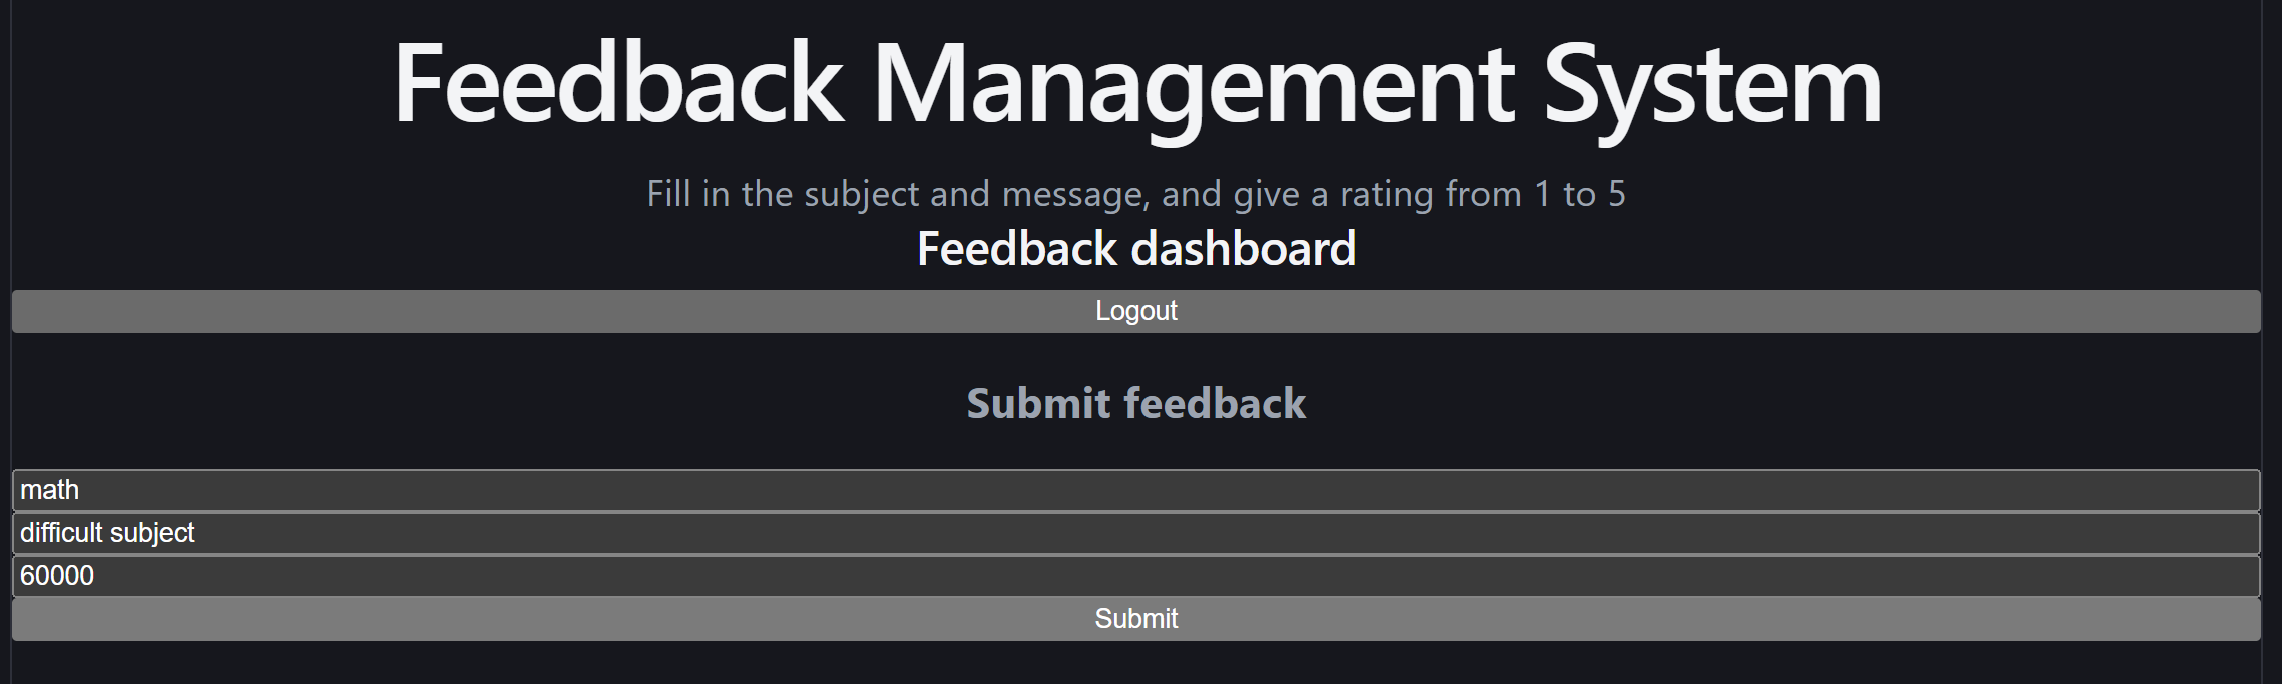 Feedback Management System
Fill in the subject and message, and give a rating from 1 to 5
Feedback dashboard
Logout
Submit feedback
math
difficult subject
60000
Submit